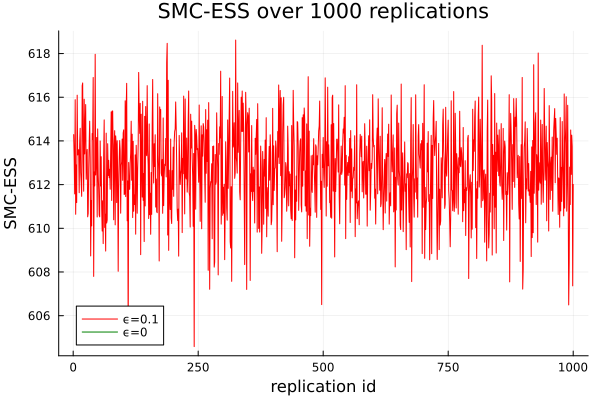 SMC-ESS over 1000 replications
SMC-ESS
618
616
614
612
610
608
606
ϵ=0.1
ϵ=0
0
250
500
750
1000
replication id